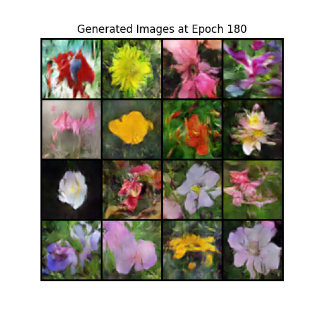 Generated Images at Epoch 180